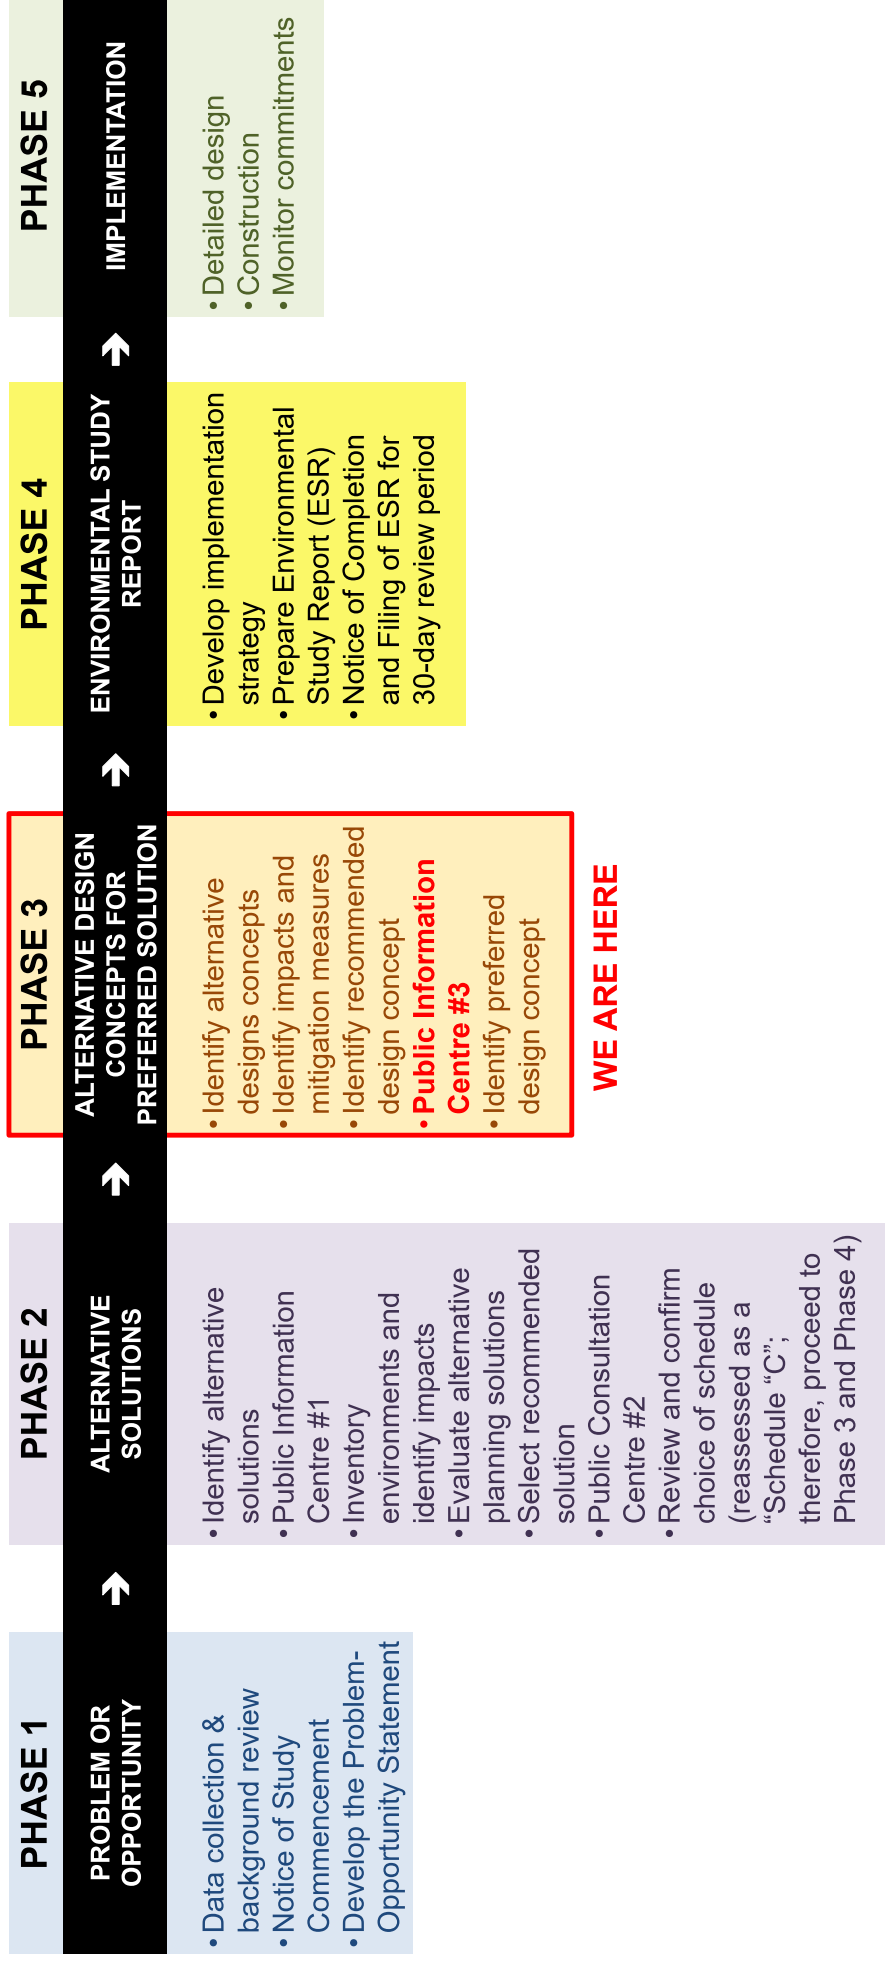 PHASE 1
PROBLEM OR
OPPORTUNITY
• Data collection &
background review
• Notice of Study
Commencement
• Develop the Problem-
Opportunity Statement
➔
PHASE 2
ALTERNATIVE
SOLUTIONS
• Identify alternative
solutions
• Public Information
Centre #1
• Inventory
environments and
identify impacts
• Evaluate alternative
planning solutions
• Select recommended
solution
• Public Consultation
Centre #2
• Review and confirm
choice of schedule
(reassessed as a
“Schedule “C”;
therefore, proceed to
Phase 3 and Phase 4)
➔
PHASE 3
ALTERNATIVE DESIGN
CONCEPTS FOR
PREFERRED SOLUTION
• Identify alternative
designs concepts
• Identify impacts and
mitigation measures
• Identify recommended
design concept
• Public Information
Centre #3
• Identify preferred
design concept
WE ARE HERE
➔
PHASE 4
ENVIRONMENTAL STUDY
REPORT
• Develop implementation
strategy
• Prepare Environmental
Study Report (ESR)
• Notice of Completion
and Filing of ESR for
30-day review period
➔
PHASE 5
IMPLEMENTATION
• Detailed design
• Construction
• Monitor commitments